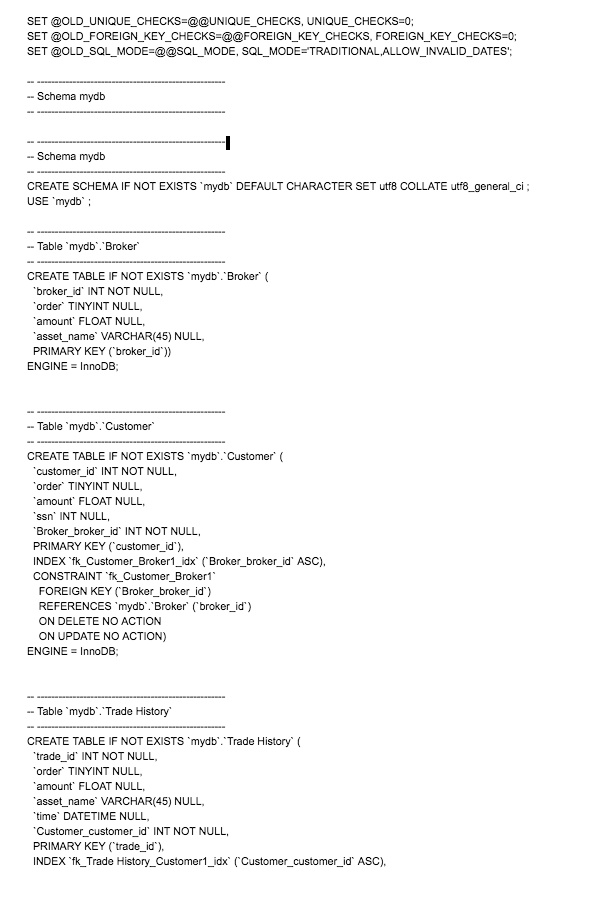 SET @OLD_UNIQUE_CHECKS=@@UNIQUE_CHECKS, UNIQUE_CHECKS=0;
SET @OLD_FOREIGN_KEY_CHECKS=@@FOREIGN_KEY_CHECKS, FOREIGN_KEY_CHECKS=0;
SET @OLD_SQL_MODE=@@SQL_MODE, SQL_MODE='TRADITIONAL,ALLOW_INVALID_DATES';
-- -----------------------------------------------------
-- Schema mydb
-- -----------------------------------------------------
-- -----------------------------------------------------
-- Schema mydb
-- -----------------------------------------------------
CREATE SCHEMA IF NOT EXISTS `mydb` DEFAULT CHARACTER SET utf8 COLLATE utf8_general_ci ;
USE `mydb` ;
-- -----------------------------------------------------
-- Table `mydb`.`Broker`
-- -----------------------------------------------------
CREATE TABLE IF NOT EXISTS `mydb`.`Broker` (
`broker_id` INT NOT NULL,
`order` TINYINT NULL,
`amount` FLOAT NULL,
`asset_name` VARCHAR(45) NULL,
PRIMARY KEY (`broker_id`))
ENGINE = InnoDB;
-- -----------------------------------------------------
-- Table `mydb`.`Customer`
-- -----------------------------------------------------
CREATE TABLE IF NOT EXISTS `mydb`.`Customer` (
`customer_id` INT NOT NULL,
`order` TINYINT NULL,
`amount` FLOAT NULL,
`ssn` INT NULL,
`Broker_broker_id` INT NOT NULL,
PRIMARY KEY (`customer_id`),
INDEX `fk_Customer_Broker1_idx` (`Broker_broker_id` ASC),
CONSTRAINT `fk_Customer_Broker1`
FOREIGN KEY (`Broker_broker_id`)
REFERENCES `mydb`.`Broker` (`broker_id`)
ON DELETE NO ACTION
ON UPDATE NO ACTION)
ENGINE = InnoDB;
-- -----------------------------------------------------
-- Table `mydb`.`Trade History`
-- -----------------------------------------------------
CREATE TABLE IF NOT EXISTS `mydb`.`Trade History` (
`trade_id` INT NOT NULL,
`order` TINYINT NULL,
`amount` FLOAT NULL,
`asset_name` VARCHAR(45) NULL,
`time` DATETIME NULL,
`Customer_customer_id` INT NOT NULL,
PRIMARY KEY (`trade_id`),
INDEX `fk_Trade History_Customer1_idx` (`Customer_customer_id` ASC),